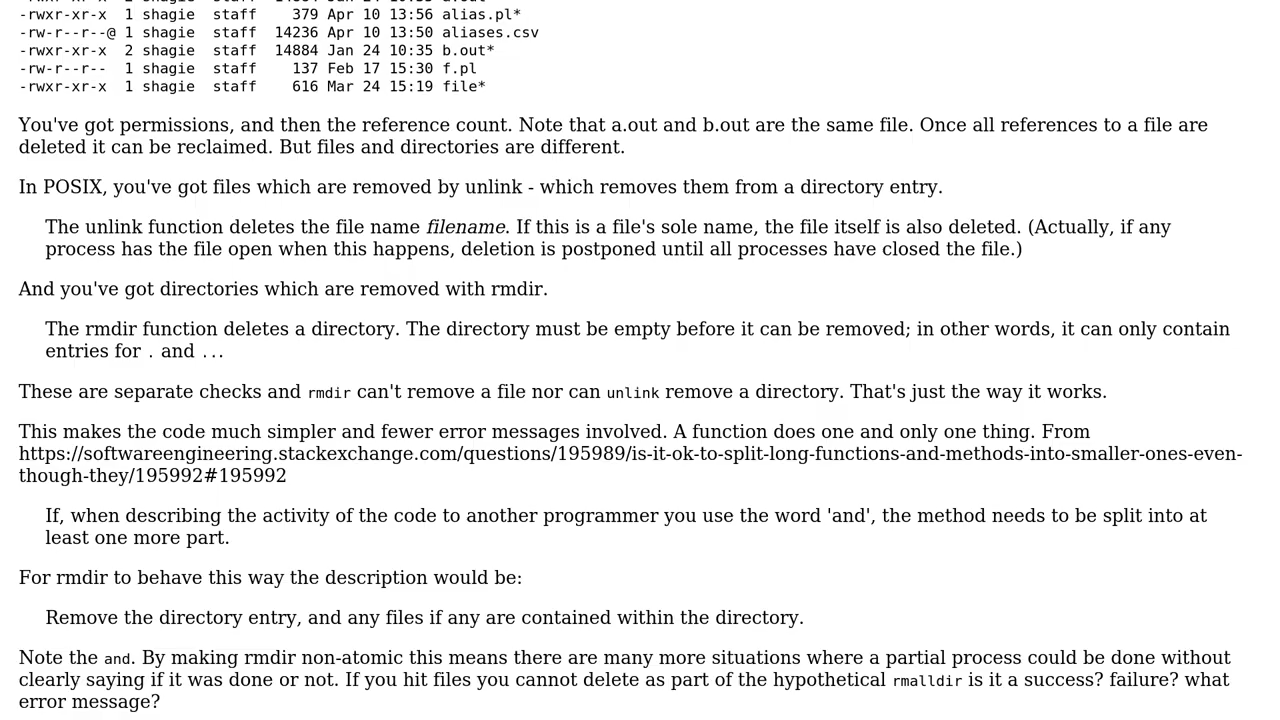 -rwxr-xr-x  1 shagie  staff    379 Apr 10 13:56 alias.pl*
-rw-r--r--@ 1 shagie  staff  14236 Apr 10 13:50 aliases.csv
-rwxr-xr-x  2 shagie  staff  14884 Jan 24 10:35 b.out*
-rw-r--r--  1 shagie  staff    137 Feb 17 15:30 f.pl
-rwxr-xr-x  1 shagie  staff    616 Mar 24 15:19 file*
You've got permissions, and then the reference count. Note that a.out and b.out are the same file. Once all references to a file are
deleted it can be reclaimed. But files and directories are different.
In POSIX, you've got files which are removed by unlink - which removes them from a directory entry.
The unlink function deletes the file name filename. If this is a file's sole name, the file itself is also deleted. (Actually, if any
process has the file open when this happens, deletion is postponed until all processes have closed the file.)
And you've got directories which are removed with rmdir.
The rmdir function deletes a directory. The directory must be empty before it can be removed; in other words, it can only contain
entries for . and ...
These are separate checks and rmdir can't remove a file nor can unlink remove a directory. That's just the way it works.
This makes the code much simpler and fewer error messages involved. A function does one and only one thing. From
https://softwareengineering.stackexchange.com/questions/195989/is-it-ok-to-split-long-functions-and-methods-into-smaller-ones-even-
though-they/195992#195992
If, when describing the activity of the code to another programmer you use the word 'and', the method needs to be split into at
least one more part.
For rmdir to behave this way the description would be:
Remove the directory entry, and any files if any are contained within the directory.
Note the and. By making rmdir non-atomic this means there are many more situations where a partial process could be done without
clearly saying if it was done or not. If you hit files you cannot delete as part of the hypothetical rmalldir is it a success? failure? what
error message?